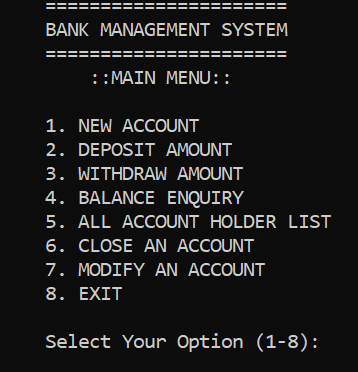 ======================
BANK MANAGEMENT SYSTEM
======================
::MAIN MENU::
1. NEW ACCOUNT
2. DEPOSIT AMOUNT
3. WITHDRAW AMOUNT
4. BALANCE ENQUIRY
5. ALL ACCOUNT HOLDER LIST
6. CLOSE AN ACCOUNT
7. MODIFY AN ACCOUNT
8. EXIT
Select Your Option (1-8):